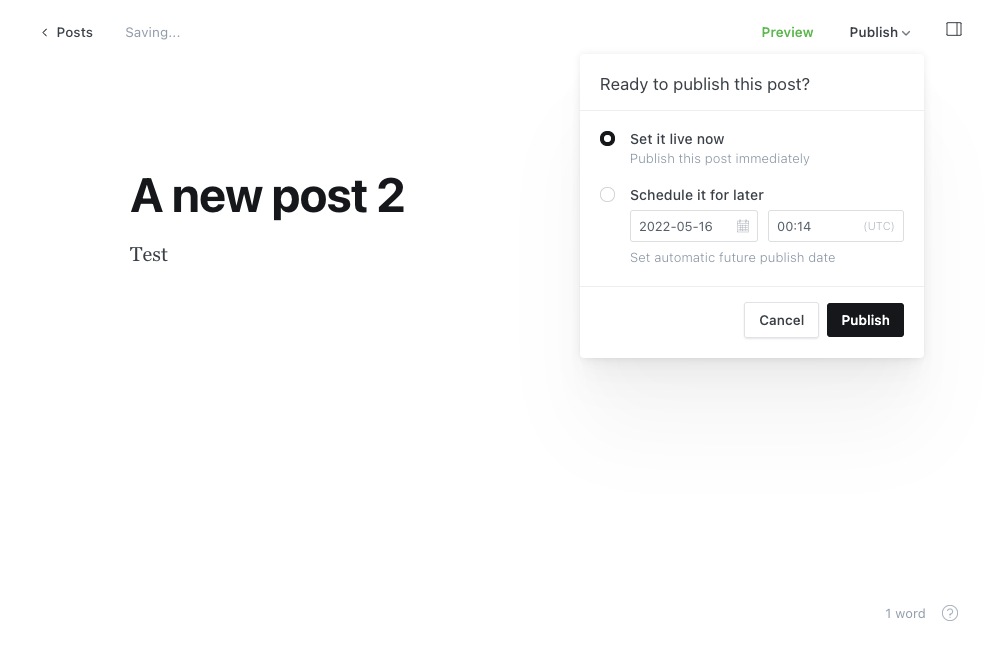 Posts
Saving...
Preview
Publish
Ready to publish this post?
Set it live now
Publish this post immediately
Schedule it for later
2022-05-16
00:14
(UTC)
Set automatic future publish date
Cancel
Publish
A new post 2
Test
1 word
?